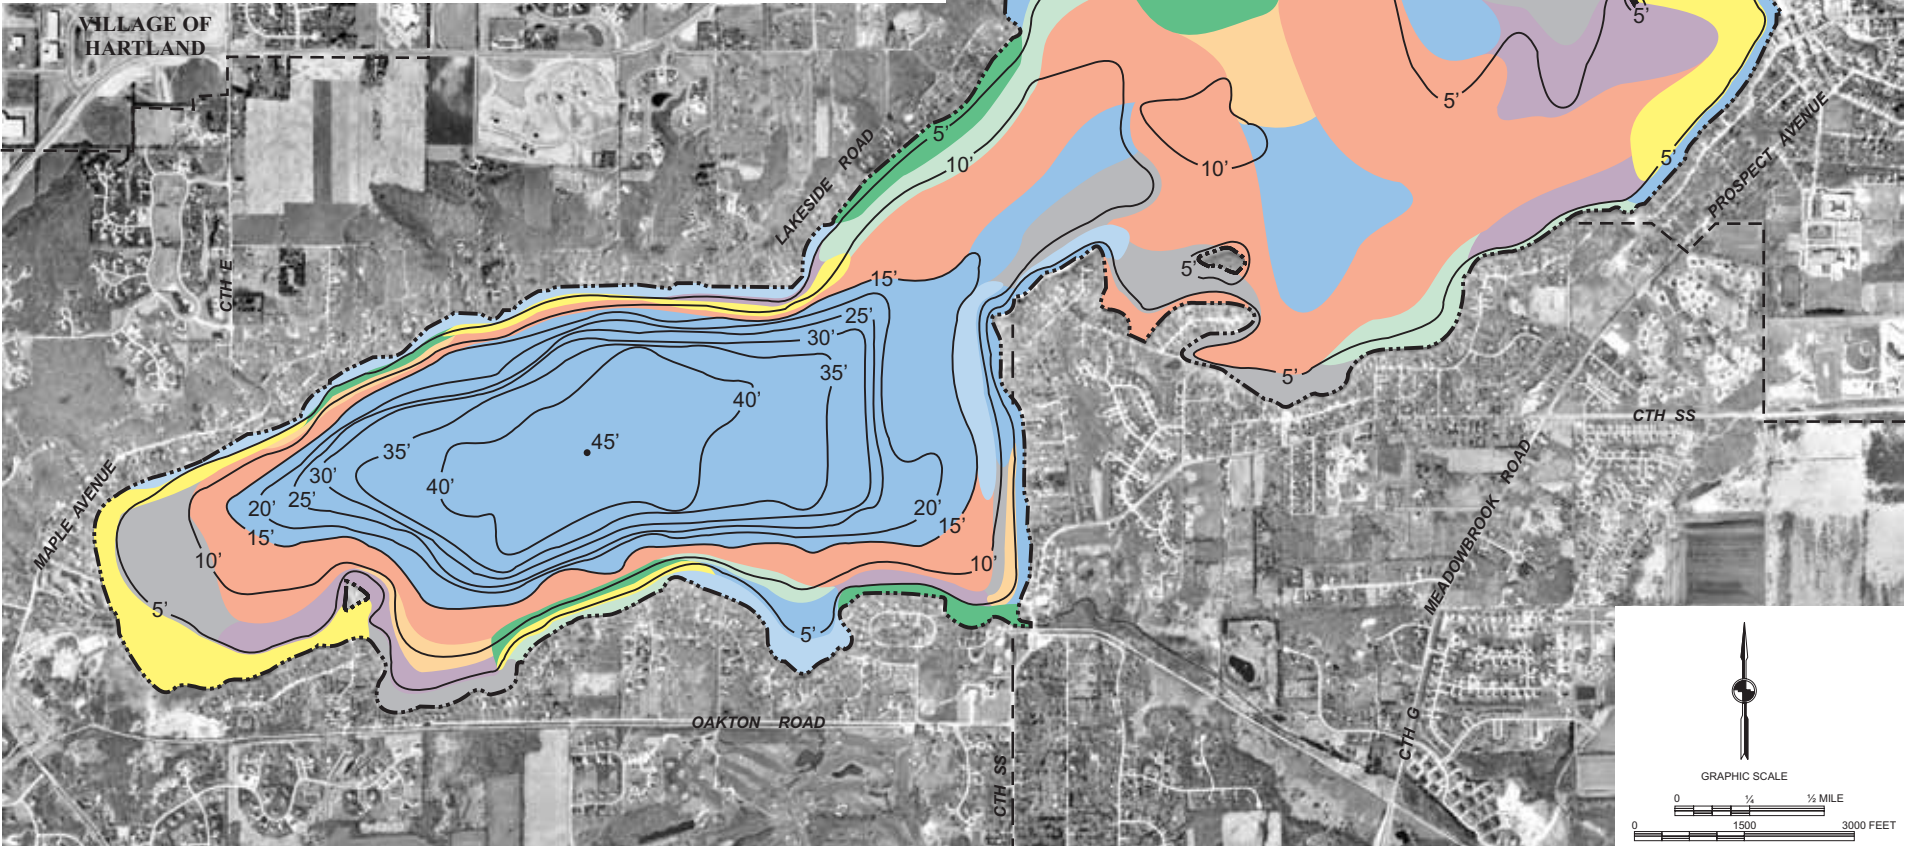 VILLAGE OF
HARTLAND
5'
5'
5'
10'
10'
5'
LAKESIDE ROAD
PROSPECT AVENUE
CTH E
15'
5'
25'
30'
35'
5'
40'
CTH SS
45'
35'
40'
30'
25'
20'
15'
20'
15'
10'
10'
MAPLE AVENUE
MEADOWBROOK ROAD
5'
5'
OAKTON ROAD
CTH G
CTH SS
GRAPHIC SCALE
0 ¼ ½ MILE
0 1500 3000 FEET